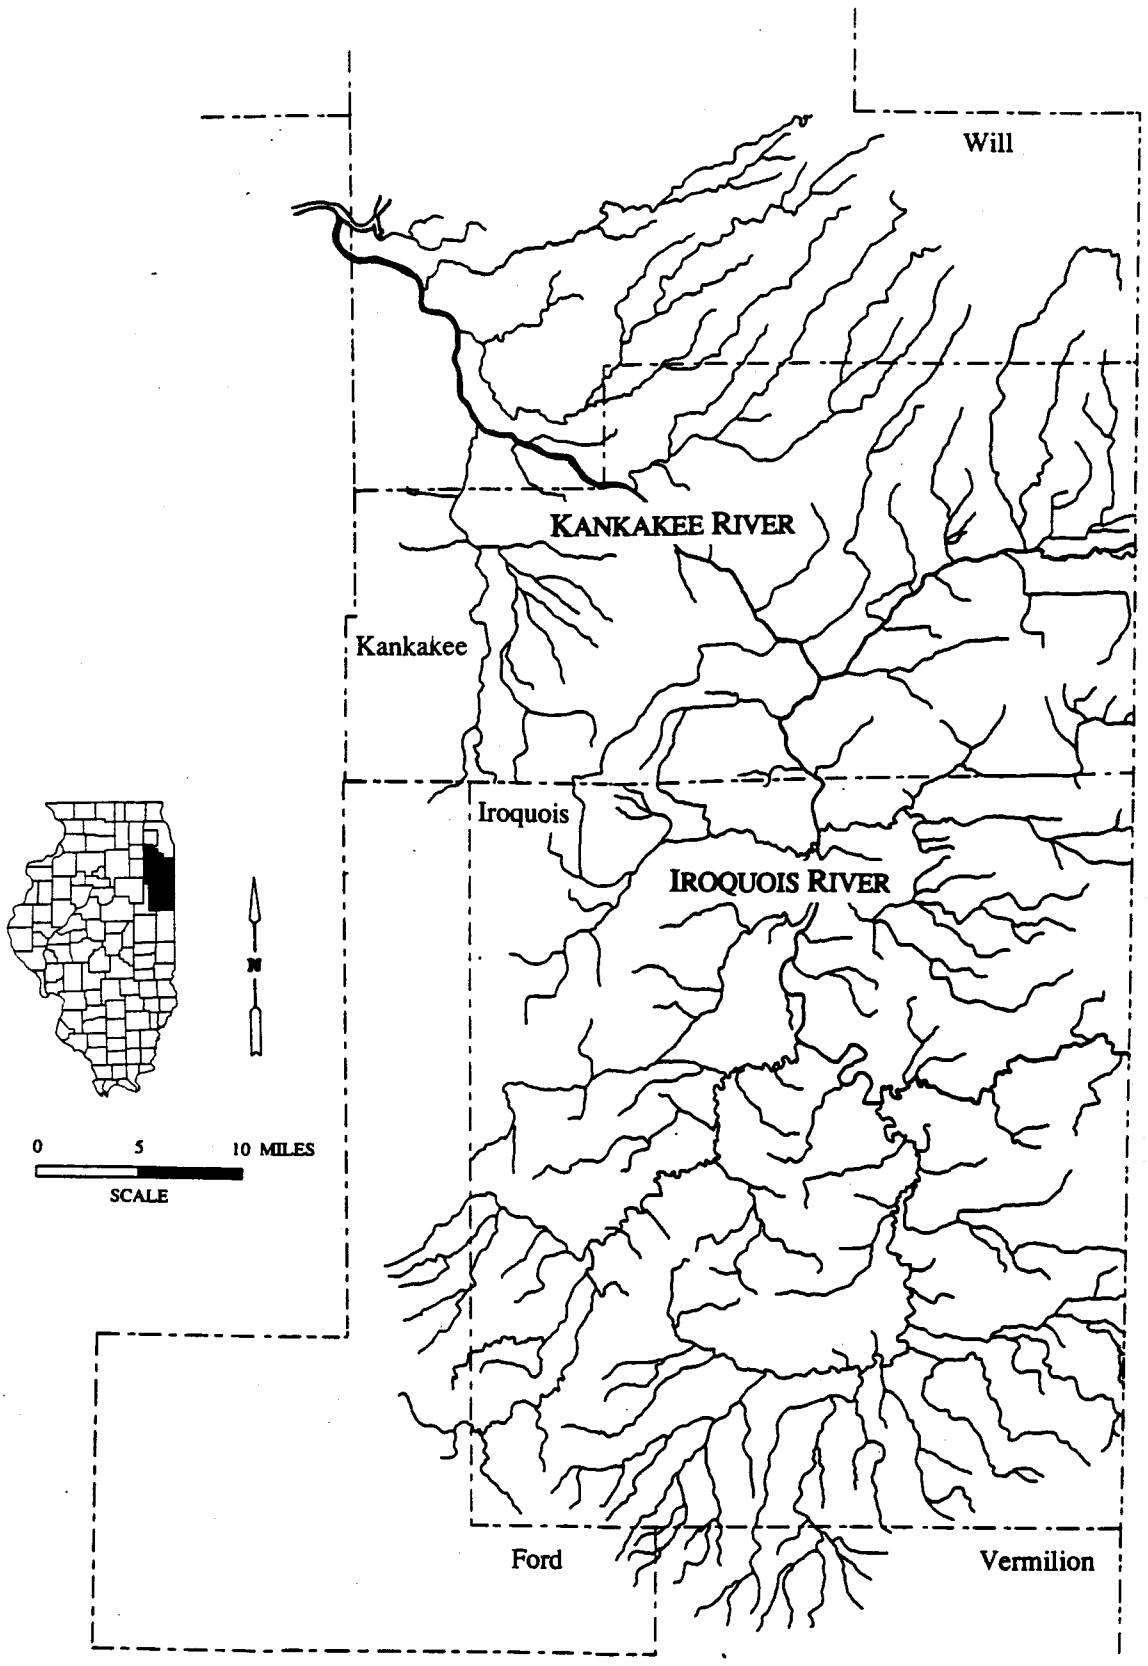 Will
KANKAKEE RIVER
Kankakee
Iroquois
IROQUOIS RIVER
N
0 5 10 MILES
SCALE
Ford
Vermilion